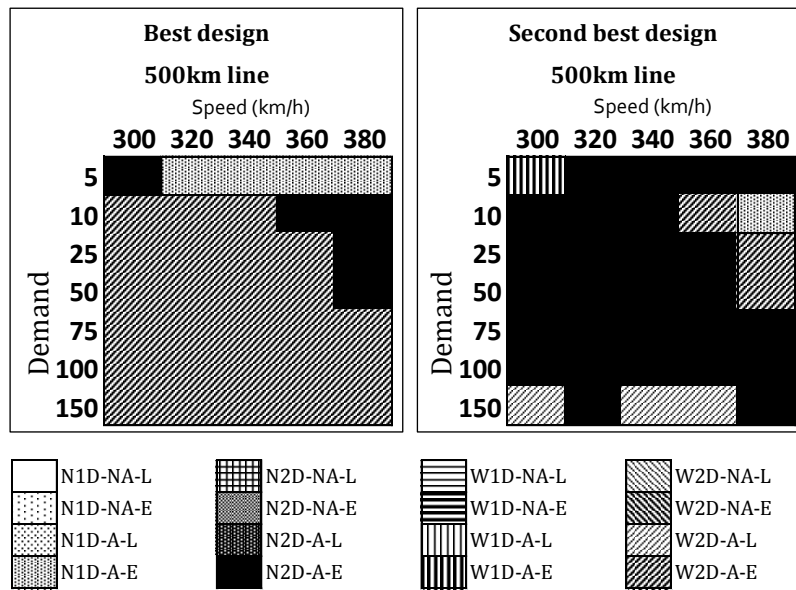 Best design
500km line
Speed (km/h)
300 320 340 360 380
Demand
5
10
25
50
75
100
150
Second best design
500km line
Speed (km/h)
300 320 340 360 380
Demand
5
10
25
50
75
100
150
N1D-NA-L
N1D-NA-E
N1D-A-L
N1D-A-E
N2D-NA-L
N2D-NA-E
N2D-A-L
N2D-A-E
W1D-NA-L
W1D-NA-E
W1D-A-L
W1D-A-E
W2D-NA-L
W2D-NA-E
W2D-A-L
W2D-A-E